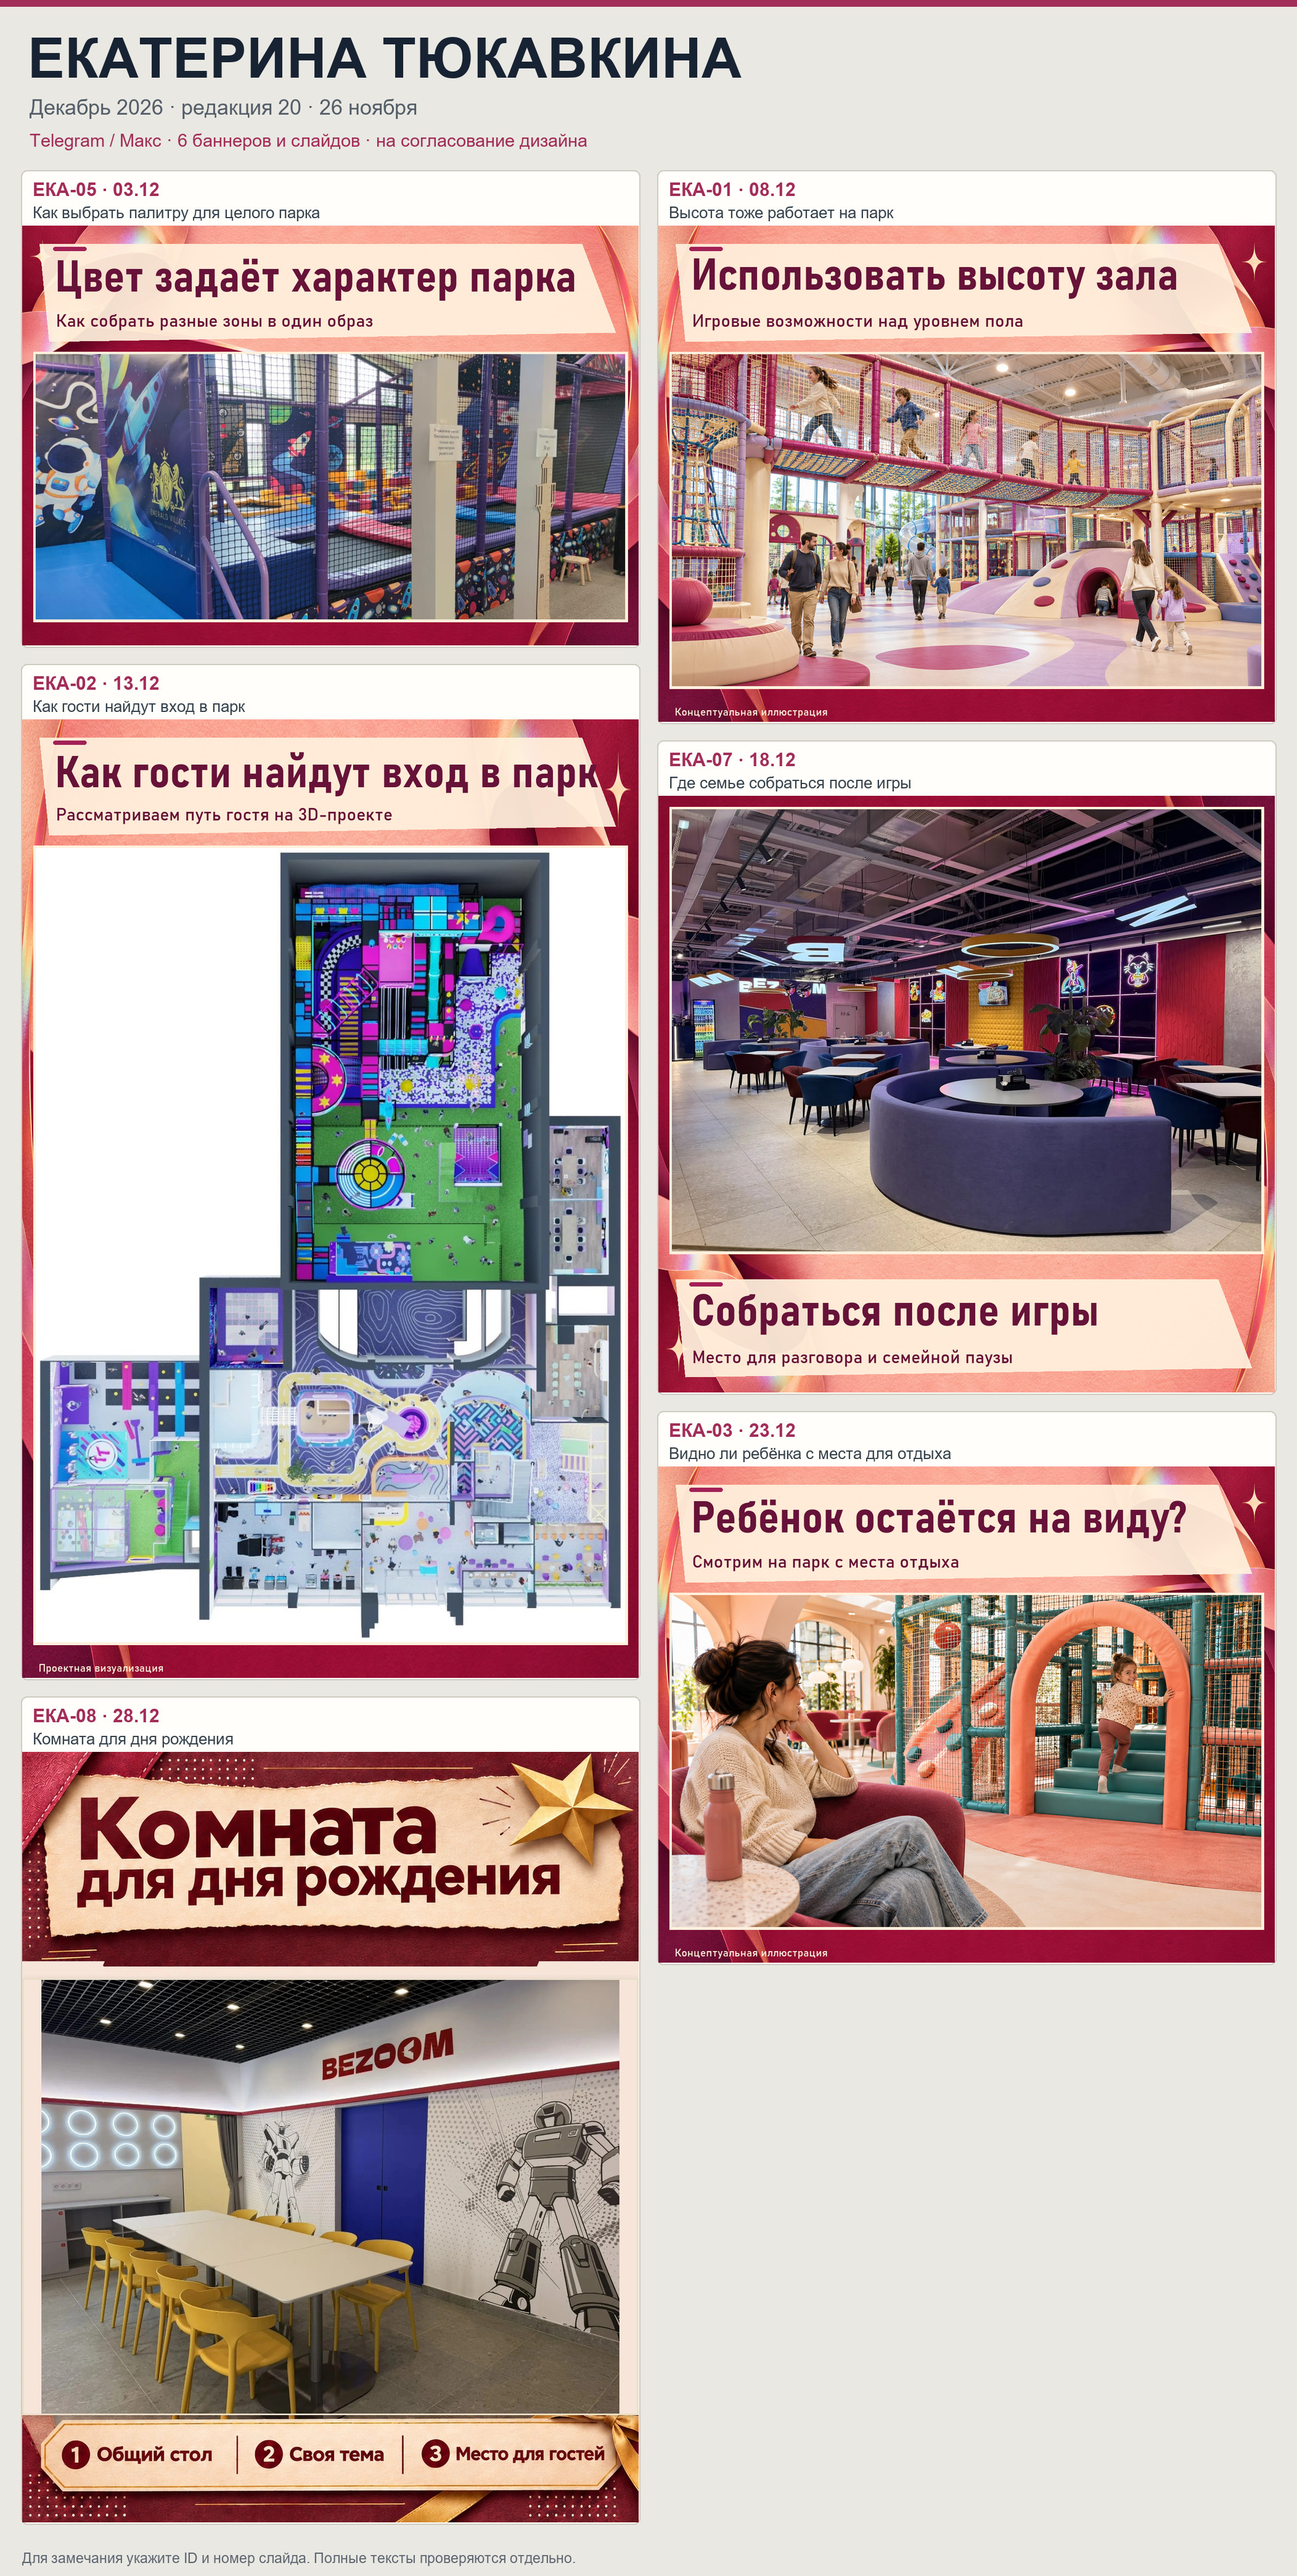 ЕКАТЕРИНА ТЮКАВКИНА
Декабрь 2026 · редакция 20 · 26 ноября
Telegram / Макс · 6 баннеров и слайдов · на согласование дизайна
ЕКА-05 · 03.12
Как выбрать палитру для целого парка
Цвет задаёт характер парка
Как собрать разные зоны в один образ
ЕКА-01 · 08.12
Высота тоже работает на парк
Использовать высоту зала
Игровые возможности над уровнем пола
Концептуальная иллюстрация
ЕКА-02 · 13.12
Как гости найдут вход в парк
Как гости найдут вход в парк
Рассматриваем путь гостя на 3D-проекте
Проектная визуализация
ЕКА-07 · 18.12
Где семье собраться после игры
BEZOOM
Собраться после игры
Место для разговора и семейной паузы
ЕКА-03 · 23.12
Видно ли ребёнка с места для отдыха
Ребёнок остаётся на виду?
Смотрим на парк с места отдыха
Концептуальная иллюстрация
ЕКА-08 · 28.12
Комната для дня рождения
Комната
для дня рождения
BEZOOM
1 Общий стол
2 Своя тема
3 Место для гостей
Для замечания укажите ID и номер слайда. Полные тексты проверяются отдельно.